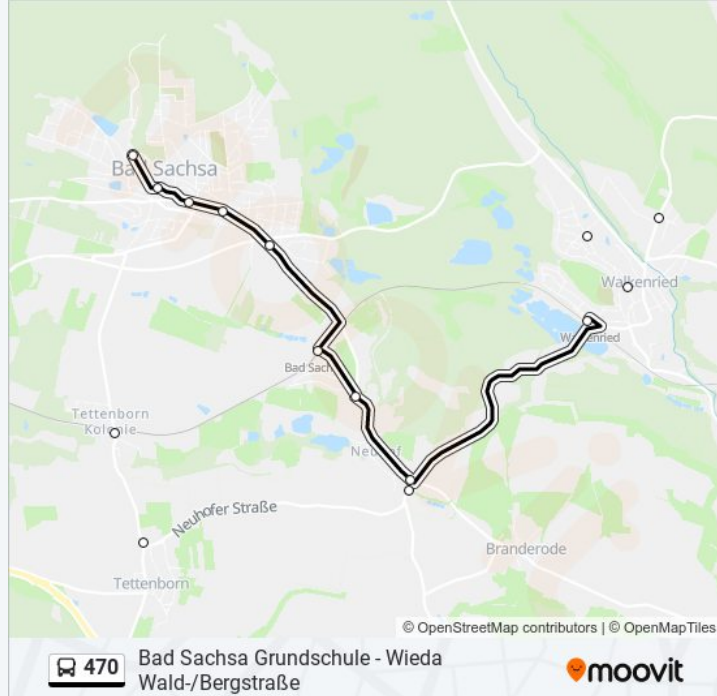 Bad Sachsa
Walkenried
Walkenried
Bad Sach
Tettenborn
Kolonie
Neuhof
Neuhofer Straße
Branderode
Tettenborn
© OpenStreetMap contributors | © OpenMapTiles
470
Bad Sachsa Grundschule - Wieda
Wald-/Bergstraße
moovit